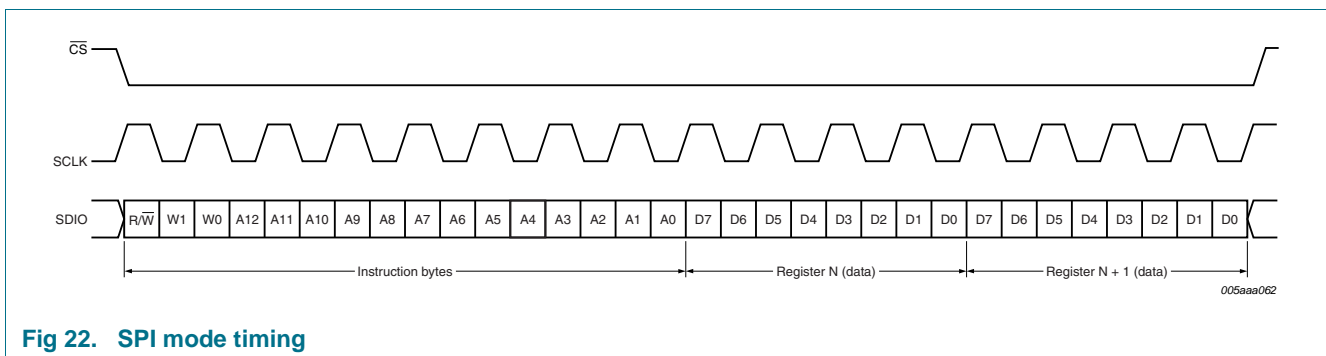 CS
SCLK
SDIO R/W W1 W0 A12 A11 A10 A9 A8 A7 A6 A5 A4 A3 A2 A1 A0 D7 D6 D5 D4 D3 D2 D1 D0 D7 D6 D5 D4 D3 D2 D1 D0
Instruction bytes Register N (data) Register N + 1 (data)
005aaa062
Fig 22. SPI mode timing